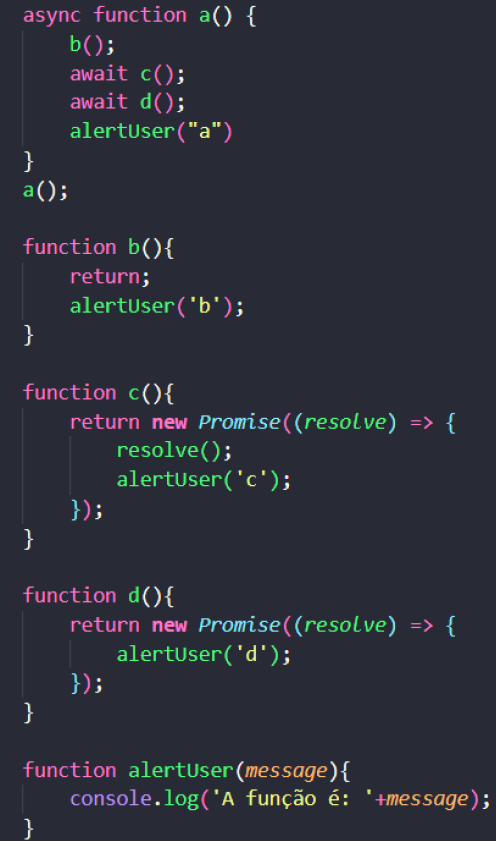 async function a() {
    b();
    await c();
    await d();
    alertUser("a")
}
a();

function b(){
    return;
    alertUser('b');
}

function c(){
    return new Promise((resolve) => {
        resolve();
        alertUser('c');
    });
}

function d(){
    return new Promise((resolve) => {
        alertUser('d');
    });
}

function alertUser(message){
    console.log('A função é: '+message);
}